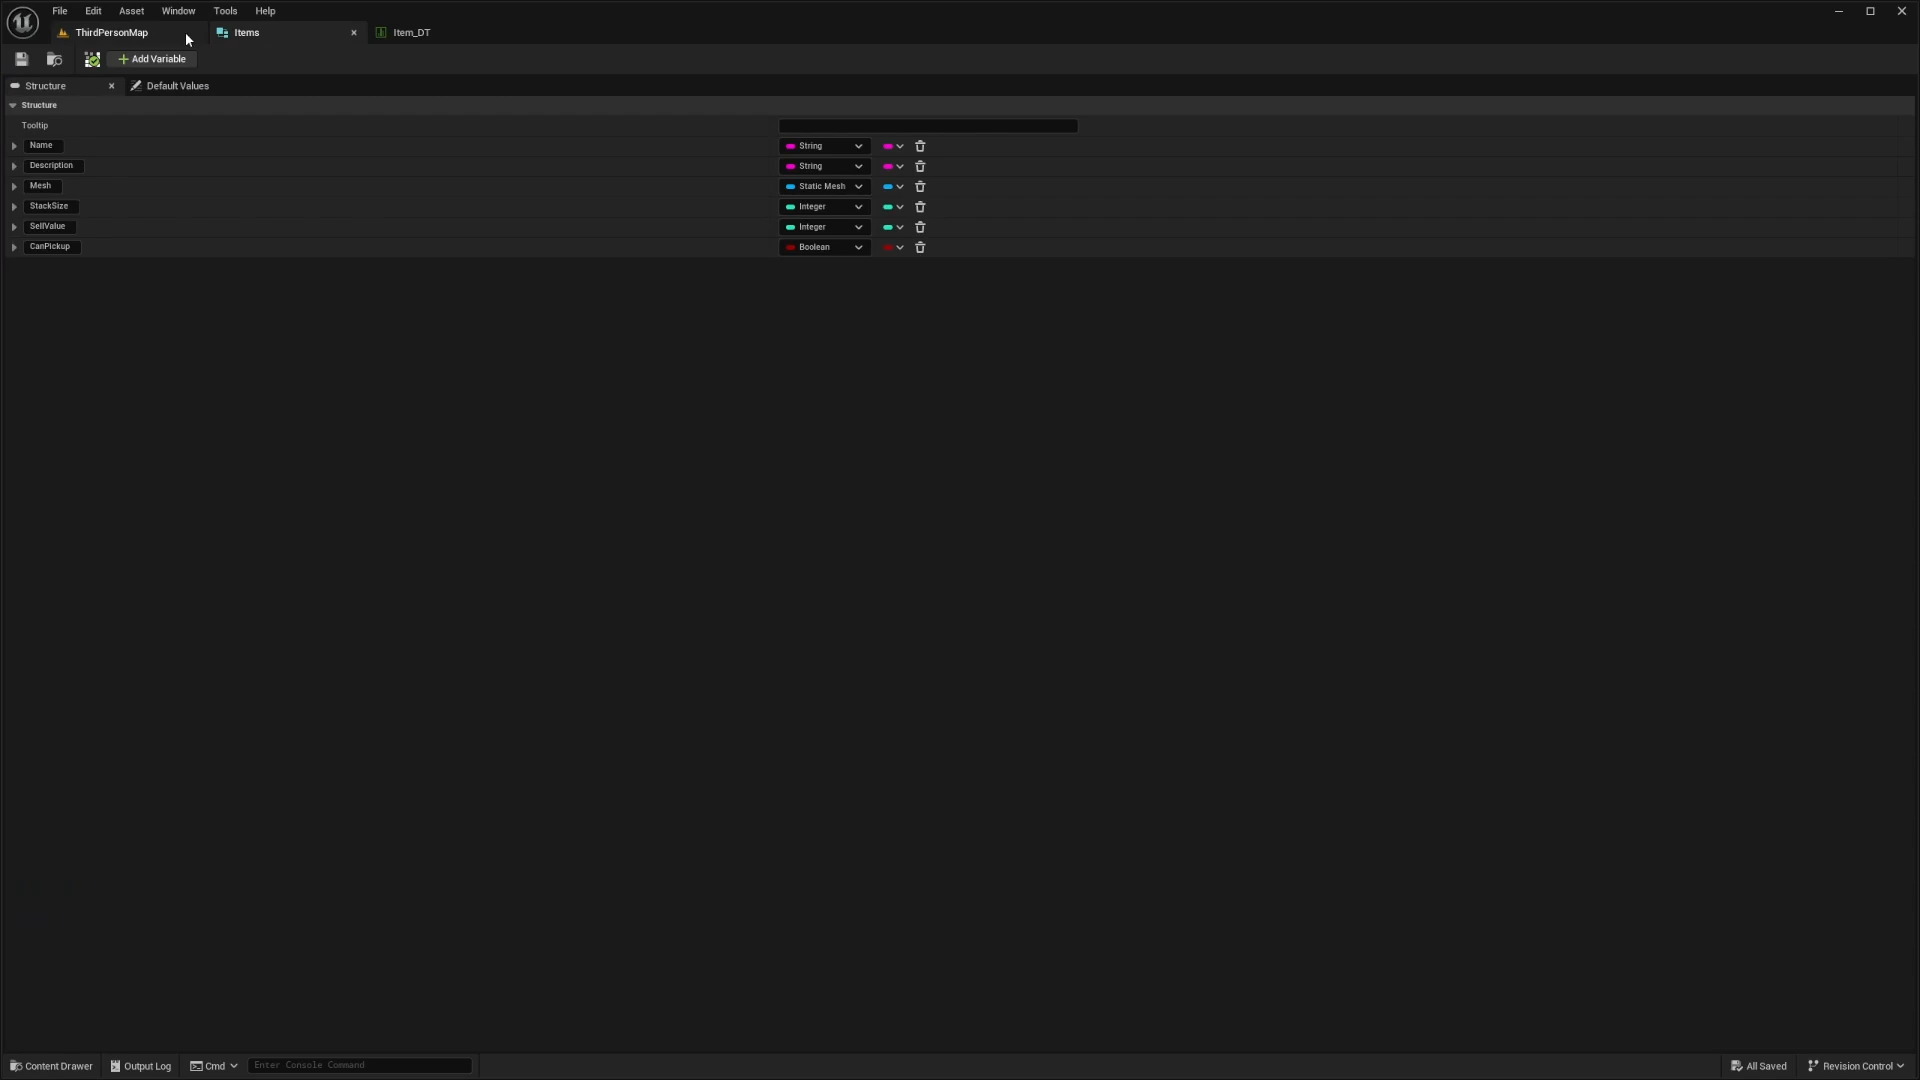 File Edit Asset Window Tools Help
ThirdPersonMap Items Item_DT
Add Variable
Structure Default Values
Structure
Tooltip
Name String
Description String
Mesh Static Mesh
StackSize Integer
SellValue Integer
CanPickup Boolean
Content Drawer Output Log Cmd Enter Console Command All Saved Revision Control